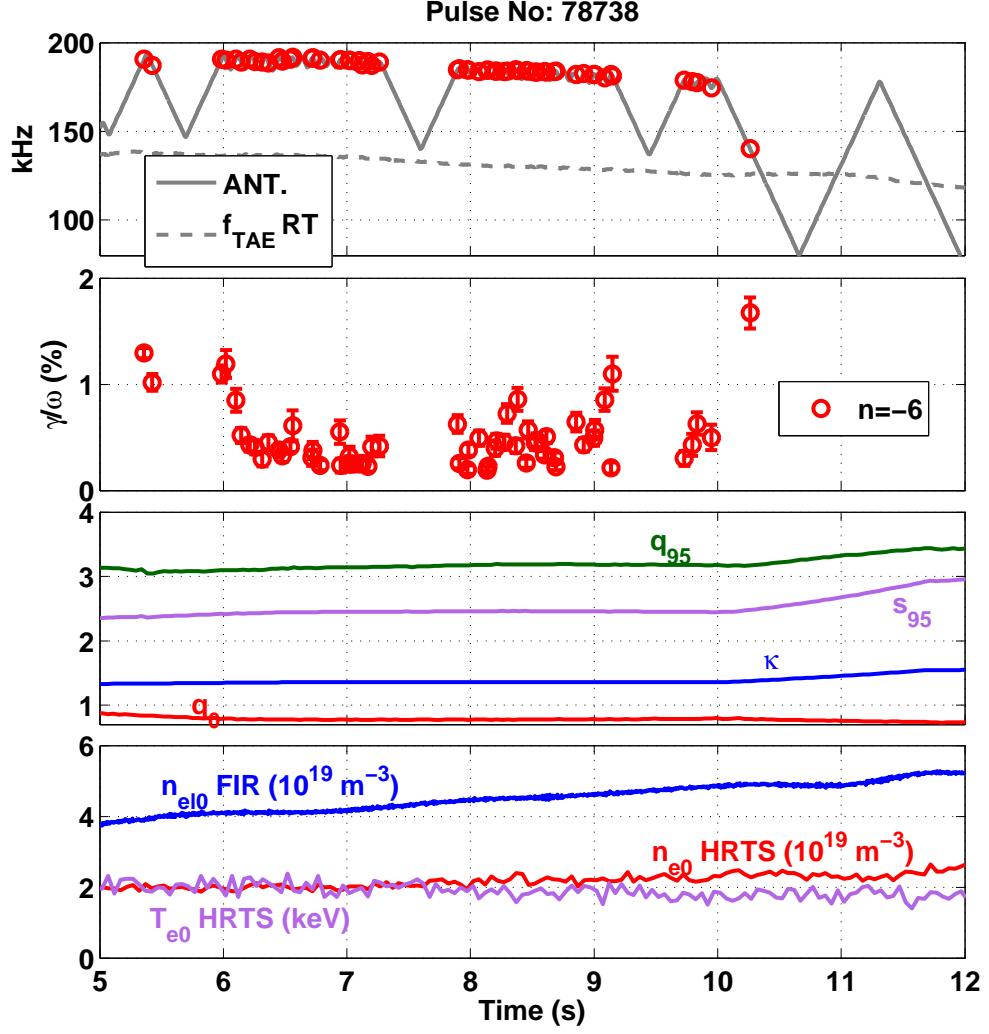 Pulse No: 78738
200
150
100
kHz
ANT.
f_TAE RT
2
1
0
γ/ω (%)
n=−6
4
3
2
1
q_95
s_95
κ
q_0
6
4
2
0
n_el0 FIR (10^19 m^−3)
n_e0 HRTS (10^19 m^−3)
T_e0 HRTS (keV)
5 6 7 8 9 10 11 12
Time (s)